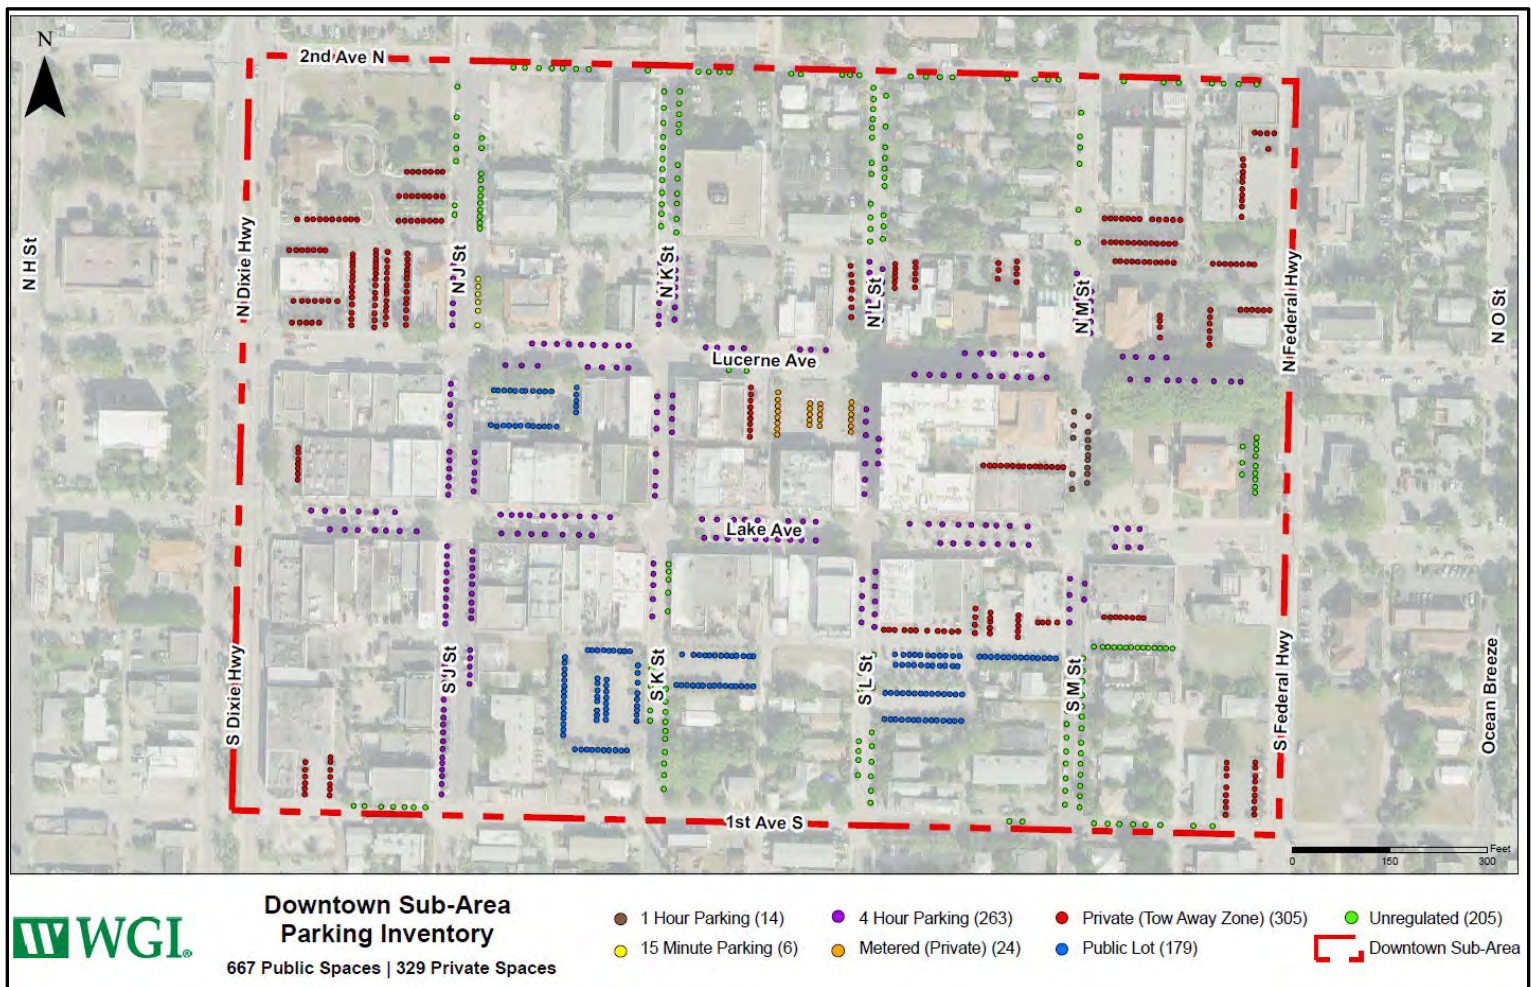 N
2nd Ave N
N H St
N Dixie Hwy
N J St
N K St
N L St
N M St
N Federal Hwy
N O St
Lucerne Ave
Lake Ave
S Dixie Hwy
S J St
S K St
S L St
S M St
S Federal Hwy
Ocean Breeze
1st Ave S
Feet
0 150 300
WGI.
Downtown Sub-Area
Parking Inventory
667 Public Spaces | 329 Private Spaces
1 Hour Parking (14)
15 Minute Parking (6)
4 Hour Parking (263)
Metered (Private) (24)
Private (Tow Away Zone) (305)
Public Lot (179)
Unregulated (205)
Downtown Sub-Area